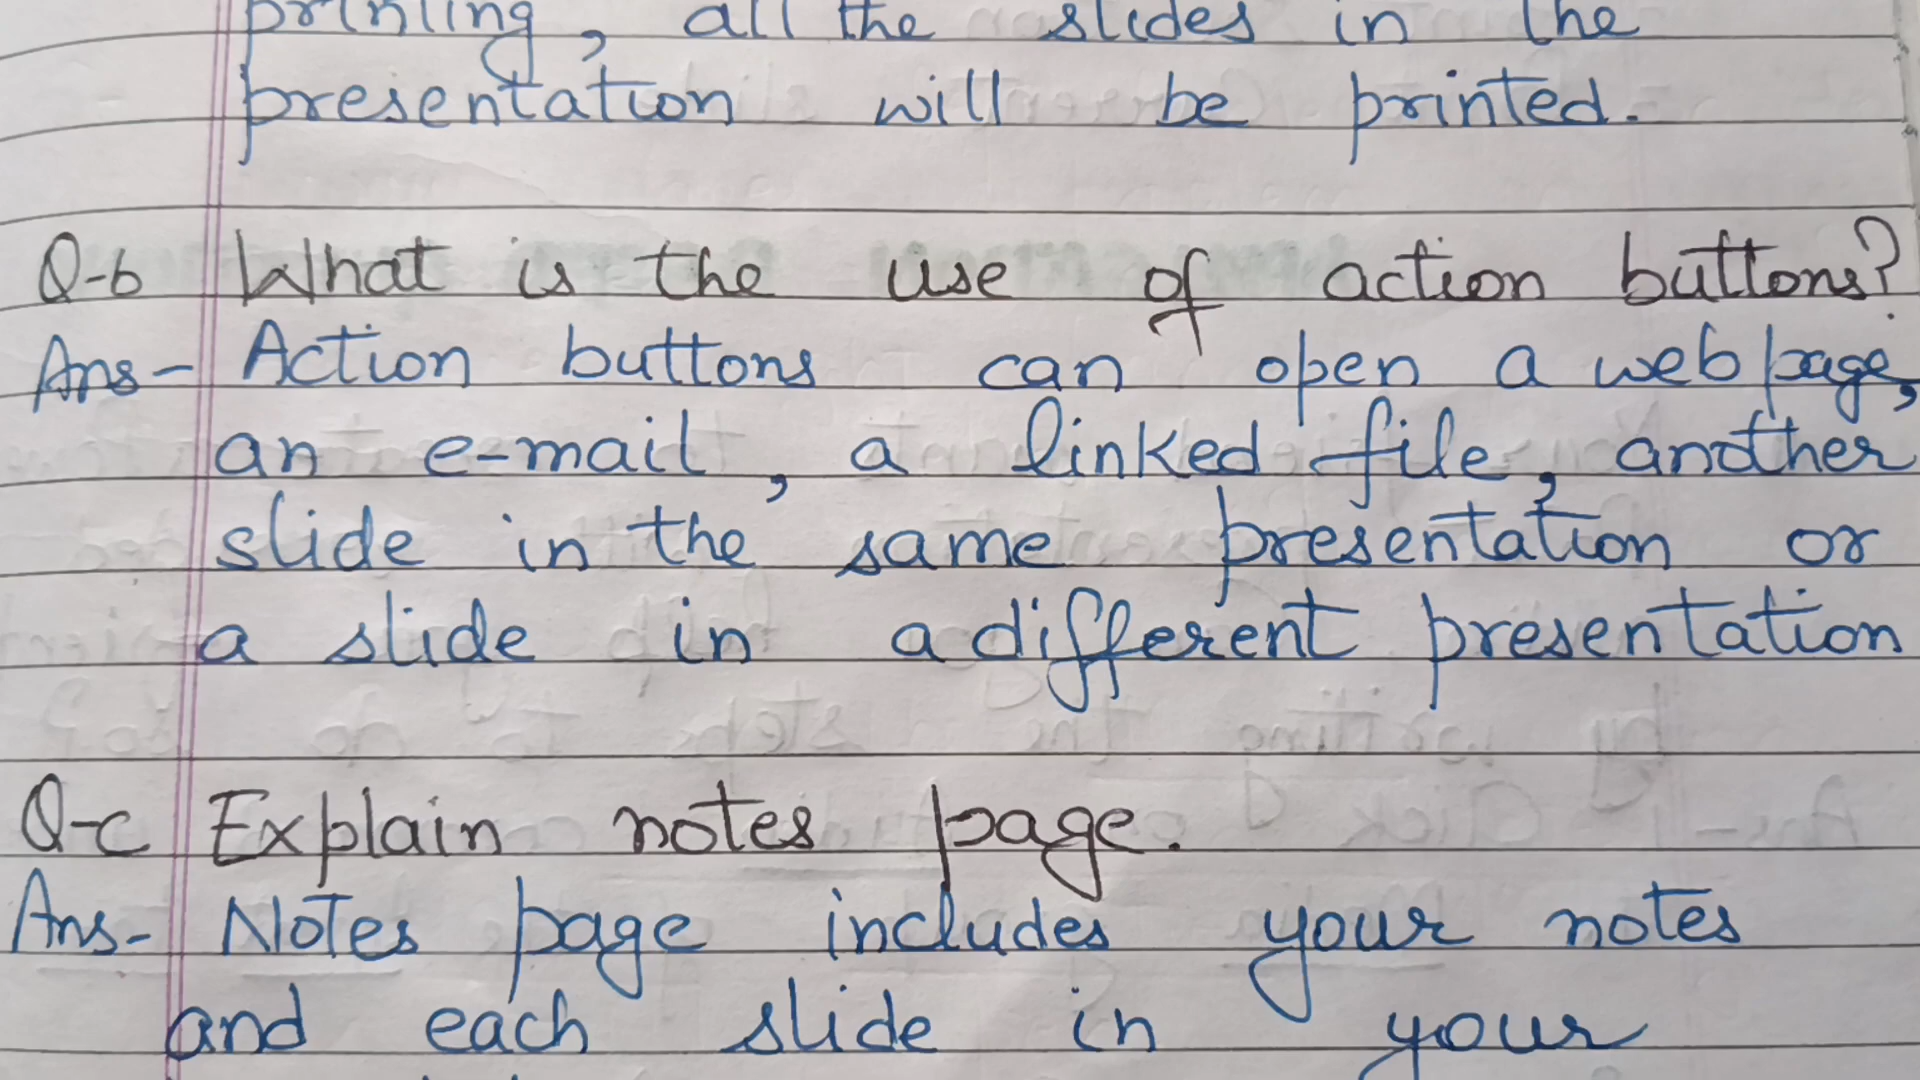 printing, all the slides in the
presentation will be printed.
Q-b What is the use of action buttons?
Ans- Action buttons can open a web page,
an e-mail, a linked file, another
slide in the same presentation or
a slide in a different presentation
Q-c Explain notes page.
Ans- Notes page includes your notes
and each slide in your